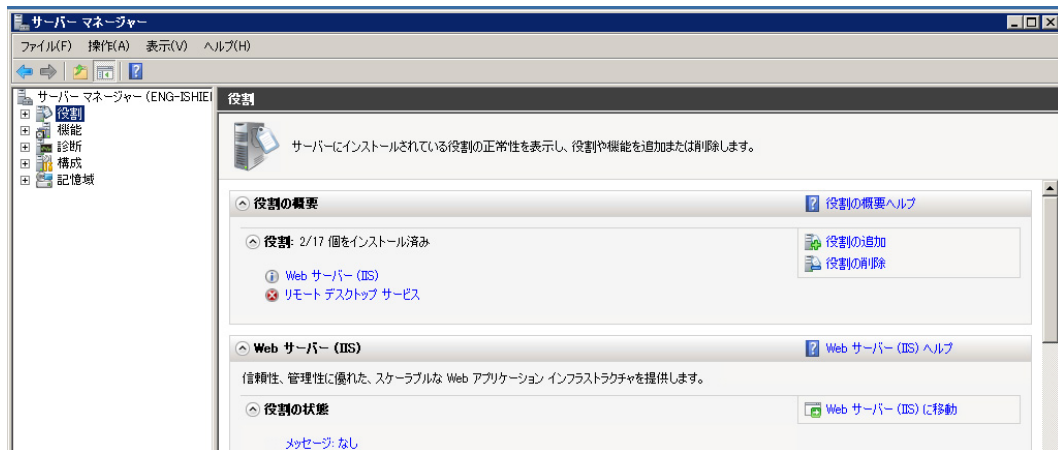 サーバー マネージャー
ファイル(F) 操作(A) 表示(V) ヘルプ(H)
サーバー マネージャー (ENG-ISHIEI
役割
機能
診断
構成
記憶域
役割
サーバーにインストールされている役割の正常性を表示し、役割や機能を追加または削除します。
役割の概要
役割の概要ヘルプ
役割: 2/17 個をインストール済み
役割の追加
役割の削除
Web サーバー (IIS)
リモート デスクトップ サービス
Web サーバー (IIS)
Web サーバー (IIS) ヘルプ
信頼性、管理性に優れた、スケーラブルな Web アプリケーション インフラストラクチャを提供します。
役割の状態
Web サーバー (IIS) に移動
メッセージ: なし